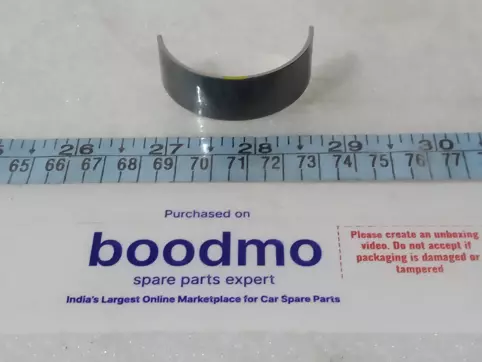 26 27 28 29 30
65 66 67 68 69 70 71 72 73 74 75 76 77
Purchased on
boodmo
spare parts expert
India's Largest Online Marketplace for Car Spare Parts
Please create an unboxing
video. Do not accept if
packaging is damaged or
tampered